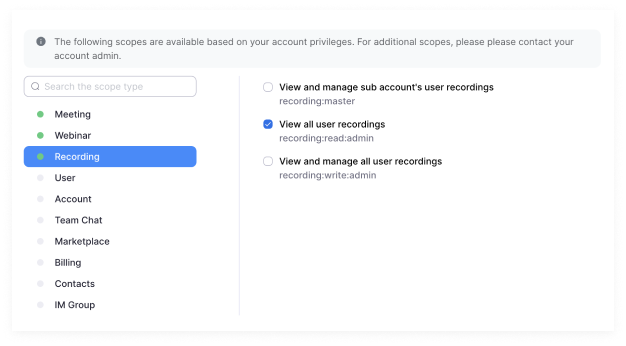 The following scopes are available based on your account privileges. For additional scopes, please please contact your
account admin.
Search the scope type
Meeting
Webinar
Recording
User
Account
Team Chat
Marketplace
Billing
Contacts
IM Group
View and manage sub account's user recordings
recording:master
View all user recordings
recording:read:admin
View and manage all user recordings
recording:write:admin